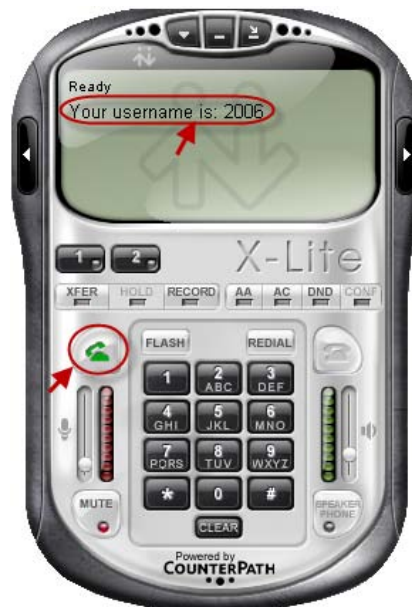 Ready
Your username is: 2006
1 2 X-Lite
XFER HOLD RECORD AA AC DND CONF
FLASH REDIAL
1 2 ABC 3 DEF
4 GHI 5 JKL 6 MNO
7 PQRS 8 TUV 9 WXYZ
* 0 #
MUTE SPEAKER PHONE
CLEAR
Powered by
COUNTERPATH